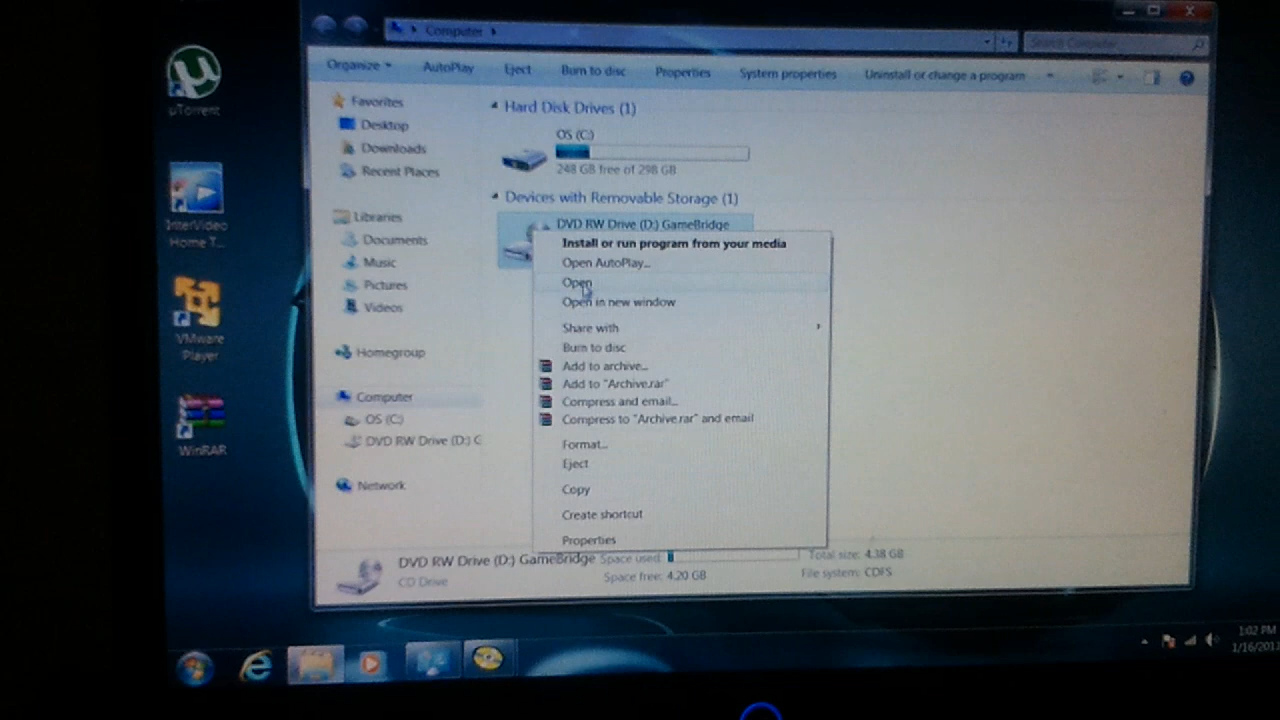 µTorrent
InterVideo
Home T...
VMware
Player
WinRAR
Computer
Search Computer
Organize
AutoPlay
Eject
Burn to disc
Properties
System properties
Uninstall or change a program
Favorites
Desktop
Downloads
Recent Places
Libraries
Documents
Music
Pictures
Videos
Homegroup
Computer
OS (C:)
DVD RW Drive (D:) G
Network
Hard Disk Drives (1)
OS (C:)
248 GB free of 298 GB
Devices with Removable Storage (1)
DVD RW Drive (D:) GameBridge
Install or run program from your media
Open AutoPlay...
Open
Open in new window
Share with
Burn to disc
Add to archive...
Add to "Archive.rar"
Compress and email...
Compress to "Archive.rar" and email
Format...
Eject
Copy
Create shortcut
Properties
DVD RW Drive (D:) GameBridge Space used:
Total size: 4.38 GB
CD Drive
Space free: 4.20 GB
File system: CDFS
1:02 PM